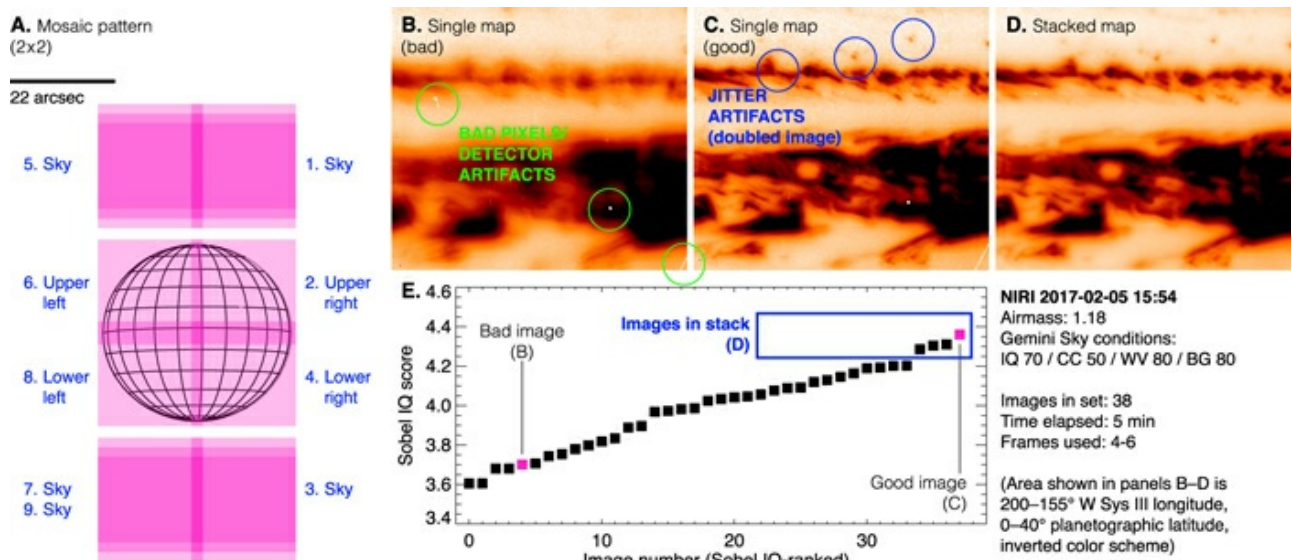 A. Mosaic pattern
(2x2)
22 arcsec
5. Sky
1. Sky
6. Upper
left
2. Upper
right
8. Lower
left
4. Lower
right
7. Sky
9. Sky
3. Sky
B. Single map
(bad)
BAD PIXELS/
DETECTOR
ARTIFACTS
C. Single map
(good)
JITTER
ARTIFACTS
(doubled image)
D. Stacked map
E.
Sobel IQ score
4.6
4.4
4.2
4.0
3.8
3.6
3.4
Bad image
(B)
Images in stack
(D)
Good image
(C)
0
10
20
30
Image number (Sobel IQ-ranked)
NIRI 2017-02-05 15:54
Airmass: 1.18
Gemini Sky conditions:
IQ 70 / CC 50 / WV 80 / BG 80
Images in set: 38
Time elapsed: 5 min
Frames used: 4-6
(Area shown in panels B–D is
200–155° W Sys III longitude,
0–40° planetographic latitude,
inverted color scheme)